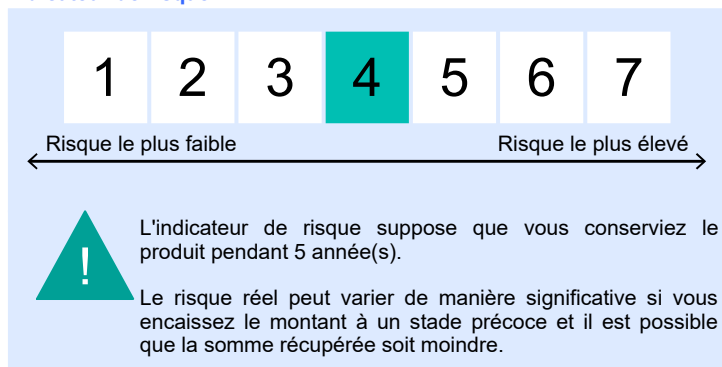 1 2 3 4 5 6 7
Risque le plus faible Risque le plus élevé
!
L'indicateur de risque suppose que vous conserviez le
produit pendant 5 année(s).
Le risque réel peut varier de manière significative si vous
encaissez le montant à un stade précoce et il est possible
que la somme récupérée soit moindre.